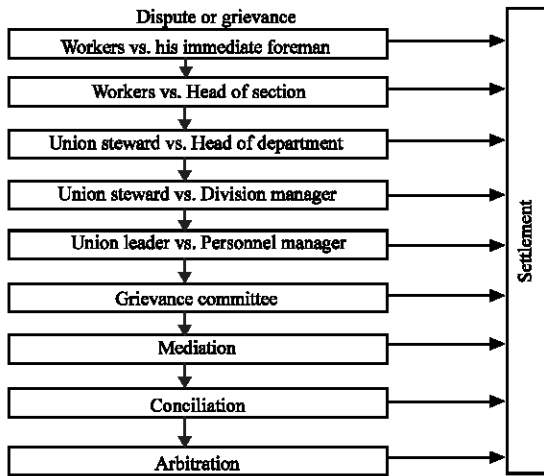 Dispute or grievance
Workers vs. his immediate foreman
Workers vs. Head of section
Union steward vs. Head of department
Union steward vs. Division manager
Union leader vs. Personnel manager
Grievance committee
Mediation
Conciliation
Arbitration
Settlement